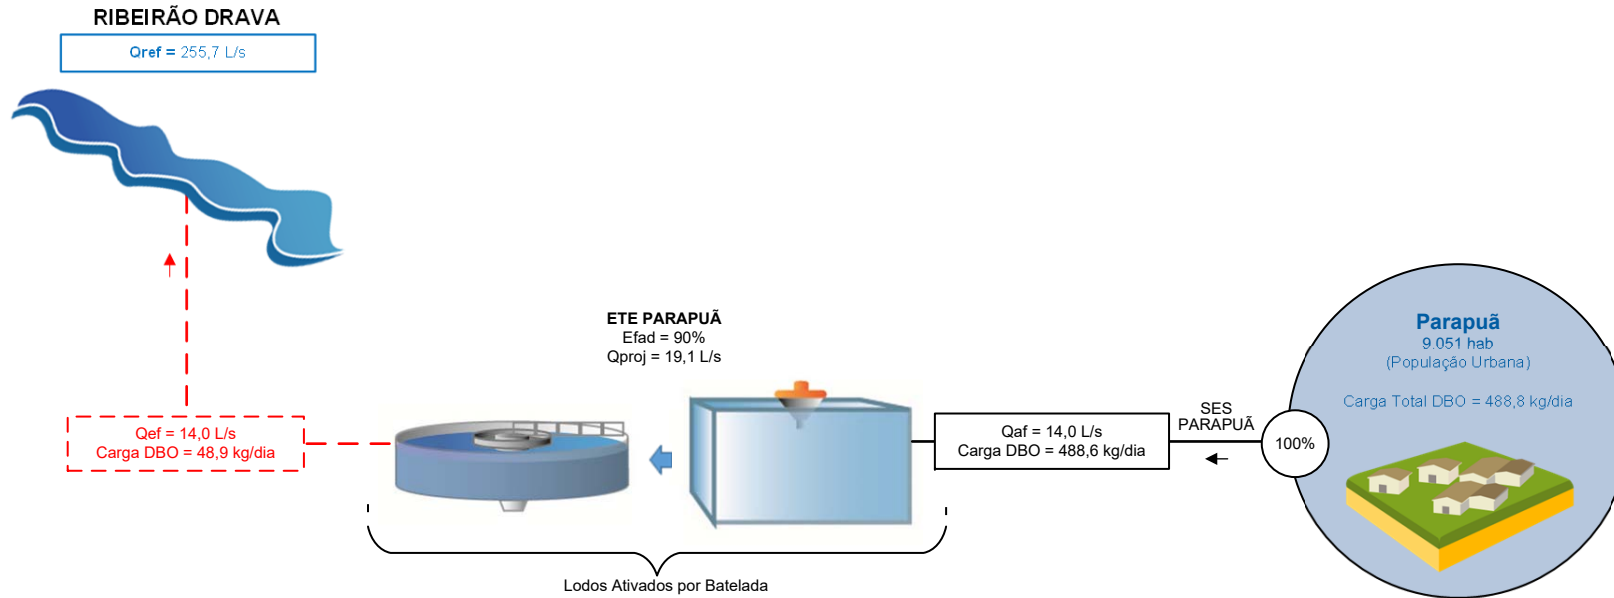 RIBEIRÃO DRAVA
Qref = 255,7 L/s
ETE PARAPUÃ
Efad = 90%
Qproj = 19,1 L/s
Qef = 14,0 L/s
Carga DBO = 48,9 kg/dia
Qaf = 14,0 L/s
Carga DBO = 488,6 kg/dia
SES
PARAPUÃ
100%
Parapuã
9.051 hab
(População Urbana)
Carga Total DBO = 488,8 kg/dia
Lodos Ativados por Batelada